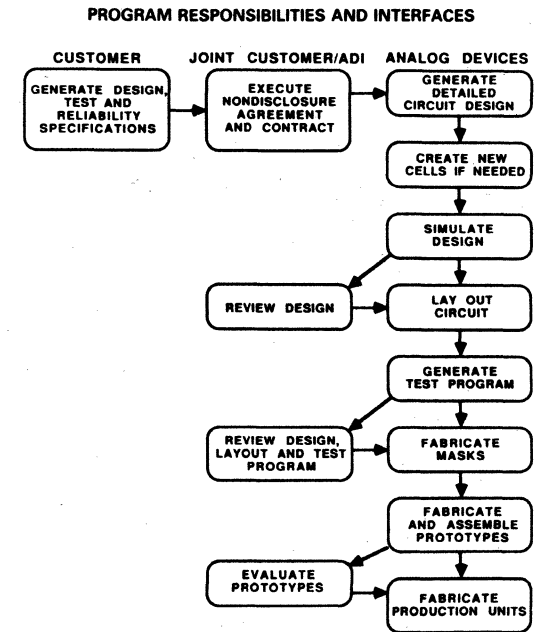 PROGRAM RESPONSIBILITIES AND INTERFACES
CUSTOMER
JOINT CUSTOMER/ADI
ANALOG DEVICES
GENERATE DESIGN,
TEST AND
RELIABILITY
SPECIFICATIONS
EXECUTE
NONDISCLOSURE
AGREEMENT
AND CONTRACT
GENERATE
DETAILED
CIRCUIT DESIGN
CREATE NEW
CELLS IF NEEDED
SIMULATE
DESIGN
REVIEW DESIGN
LAY OUT
CIRCUIT
GENERATE
TEST PROGRAM
REVIEW DESIGN,
LAYOUT AND TEST
PROGRAM
FABRICATE
MASKS
FABRICATE
AND ASSEMBLE
PROTOTYPES
EVALUATE
PROTOTYPES
FABRICATE
PRODUCTION UNITS